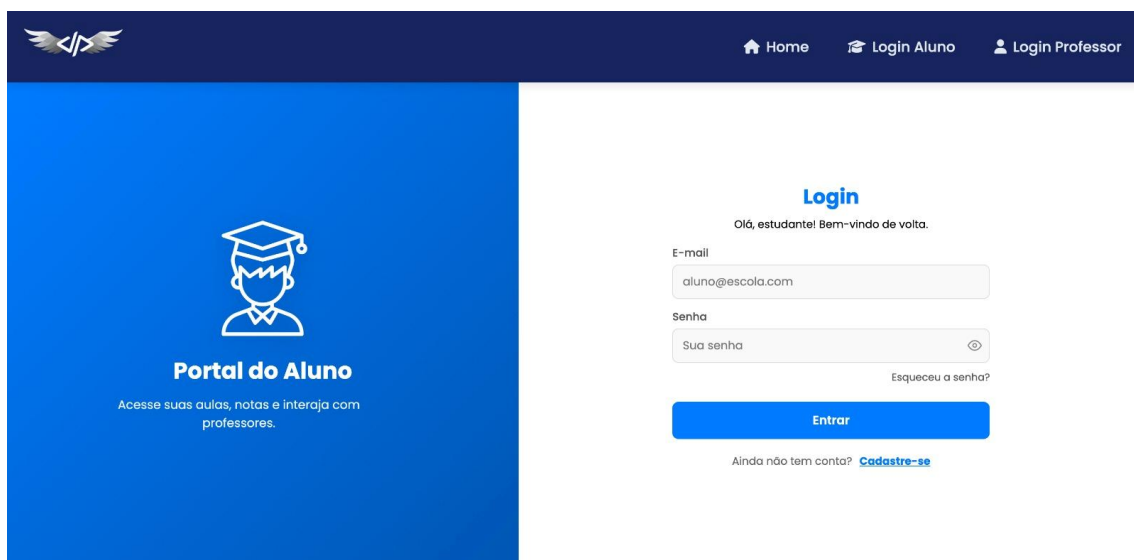 </>
Home Login Aluno Login Professor
Portal do Aluno
Acesse suas aulas, notas e interaja com
professores.
Login
Olá, estudante! Bem-vindo de volta.
E-mail
aluno@escola.com
Senha
Sua senha
Esqueceu a senha?
Entrar
Ainda não tem conta? Cadastre-se